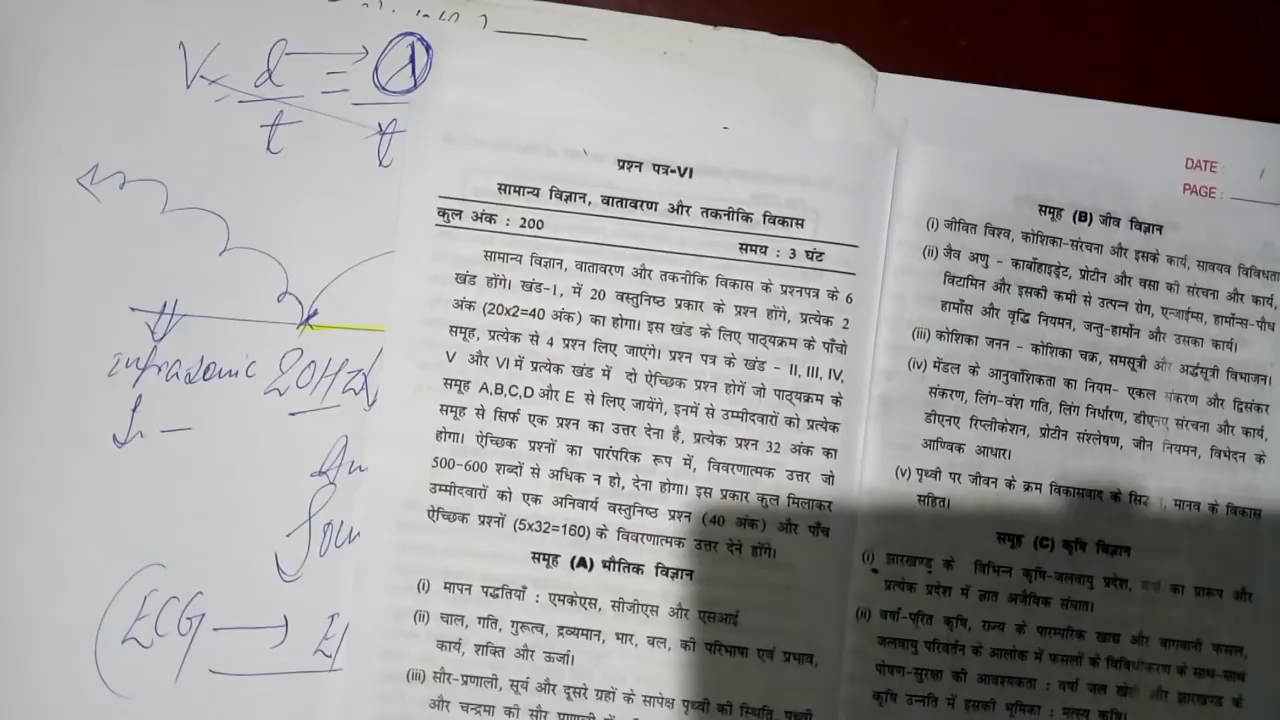 V = d → = λ
t t
infrasonic 20Hz
ECG →
प्रश्न पत्र-VI
सामान्य विज्ञान, वातावरण और तकनीकि विकास
कुल अंक : 200
समय : 3 घंट
सामान्य विज्ञान, वातावरण और तकनीकि विकास के प्रश्नपत्र के 6
खंड होंगे। खंड-1, में 20 वस्तुनिष्ठ प्रकार के प्रश्न होंगे, प्रत्येक 2
अंक (20x2=40 अंक) का होगा। इस खंड के लिए पाठ्यक्रम के पाँचो
समूह, प्रत्येक से 4 प्रश्न लिए जाएंगे। प्रश्न पत्र के खंड - II, III, IV,
V और VI में प्रत्येक खंड में दो ऐच्छिक प्रश्न होगें जो पाठ्यक्रम के
समूह A,B,C,D और E से लिए जायेंगे, इनमें से उम्मीदवारों को प्रत्येक
समूह से सिर्फ एक प्रश्न का उत्तर देना है, प्रत्येक प्रश्न 32 अंक का
होगा। ऐच्छिक प्रश्नों का पारंपरिक रूप में, विवरणात्मक उत्तर जो
500-600 शब्दों से अधिक न हो, देना होगा। इस प्रकार कुल मिलाकर
उम्मीदवारों को एक अनिवार्य वस्तुनिष्ठ प्रश्न (40 अंक) और पाँच
ऐच्छिक प्रश्नों (5x32=160) के विवरणात्मक उत्तर देने होंगे।
समूह (A) भौतिक विज्ञान
(i) मापन पद्धतियाँ : एमकेएस, सीजीएस और एसआई
(ii) चाल, गति, गुरूत्व, द्रव्यमान, भार, बल, की परिभाषा एवं प्रभाव,
कार्य, शक्ति और ऊर्जा।
(iii) सौर-प्रणाली, सूर्य और दूसरे ग्रहों के सापेक्ष पृथ्वी की स्थिति, पृथ्वी
और चन्द्रमा की सौर प्रणाली में
DATE :
PAGE :
समूह (B) जीव विज्ञान
(i) जीवित विश्व, कोशिका-संरचना और इसके कार्य, सावयव विविधता
(ii) जैव अणु - कार्बोहाइड्रेट, प्रोटीन और वसा की संरचना और कार्य,
विटामिन और इसकी कमी से उत्पन्न रोग, एन्जाईम्स, हार्मोन्स-पौध
हार्मोंस और वृद्धि नियमन, जन्तु-हार्मोन और उसका कार्य।
(iii) कोशिका जनन - कोशिका चक्र, समसूत्री और अर्द्धसूत्री विभाजन।
(iv) मेंडल के आनुवांशिकता का नियम- एकल संकरण और द्विसंकर
संकरण, लिंग-वंश गति, लिंग निर्धारण, डीएनए संरचना और कार्य,
डीएनए रिप्लीकेशन, प्रोटीन संश्लेषण, जीन नियमन, विभेदन के
आण्विक आधार।
(v) पृथ्वी पर जीवन के क्रम विकासवाद के मानव के विकास
सहित।
समूह (C) कृषि विज्ञान
(i) झारखण्ड के विभिन्न कृषि-जलवायु प्रदेश, का प्रारूप और
प्रत्येक प्रदेश में ज्ञात अजैविक संघात।
(ii) वर्षा-पूरित कृषि, राज्य के पारम्परिक खाद्य और बागवानी फसल,
जलवायु परिवर्तन के आलोक में फसलों के विविधीकरण के साथ-साथ
पोषण-सुरक्षा की आवश्यकता : वर्षा जल और झारखण्ड के
कृषि उन्नति में इसकी भूमिका : मत्स्य कृषि।